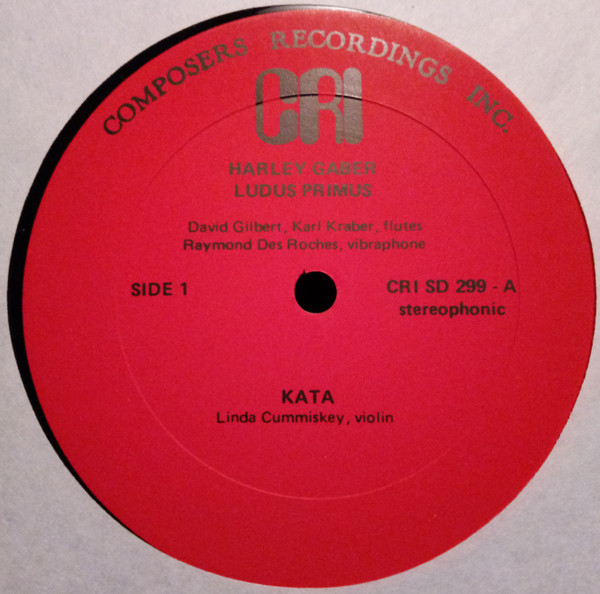 COMPOSERS RECORDINGS INC.
CRI
HARLEY GABER
LUDUS PRIMUS
David Gilbert, Karl Kraber, flutes
Raymond Des Roches, vibraphone
SIDE 1
CRI SD 299 - A
stereophonic
KATA
Linda Cummiskey, violin